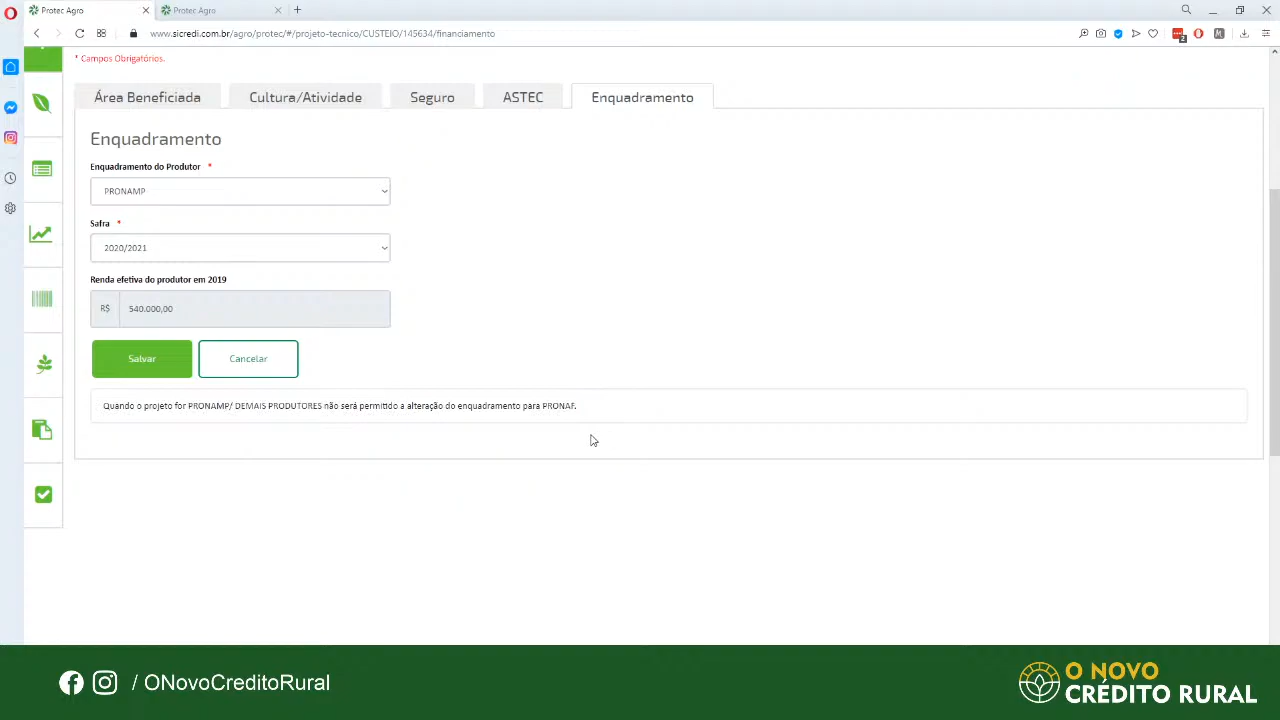 Protec Agro
Protec Agro
www.sicredi.com.br/agro/protec/#/projeto-tecnico/CUSTEIO/145634/financiamento
2
* Campos Obrigatórios.
Área Beneficiada
Cultura/Atividade
Seguro
ASTEC
Enquadramento
Enquadramento
Enquadramento do Produtor *
PRONAMP
Safra *
2020/2021
Renda efetiva do produtor em 2019
R$ 540.000,00
Salvar
Cancelar
Quando o projeto for PRONAMP/ DEMAIS PRODUTORES não será permitido a alteração do enquadramento para PRONAF.
/ ONovoCreditoRural
O NOVO
CRÉDITO RURAL